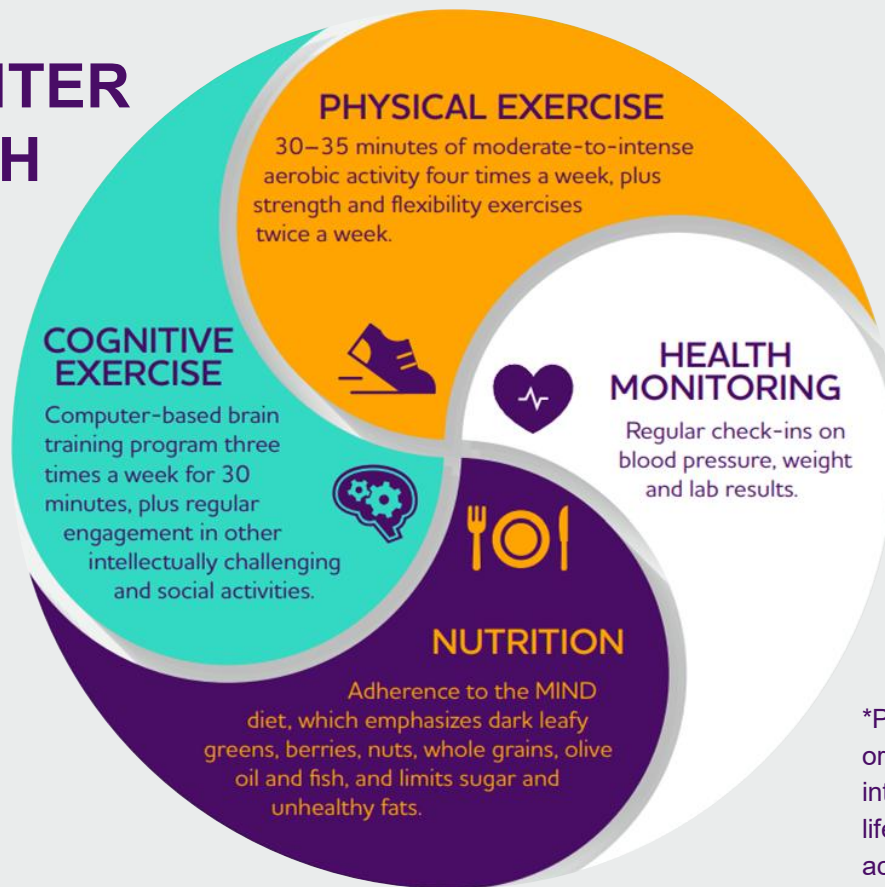 PHYSICAL EXERCISE
30–35 minutes of moderate-to-intense
aerobic activity four times a week, plus
strength and flexibility exercises
twice a week.
COGNITIVE
EXERCISE
Computer-based brain
training program three
times a week for 30
minutes, plus regular
engagement in other
intellectually challenging
and social activities.
HEALTH
MONITORING
Regular check-ins on
blood pressure, weight
and lab results.
NUTRITION
Adherence to the MIND
diet, which emphasizes dark leafy
greens, berries, nuts, whole grains, olive
oil and fish, and limits sugar and
unhealthy fats.